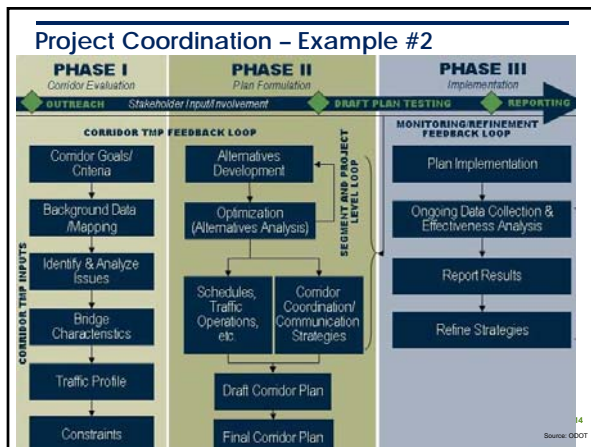 Project Coordination – Example #2
PHASE I
Corridor Evaluation
PHASE II
Plan Formulation
PHASE III
Implementation
OUTREACH
Stakeholder Input/Involvement
DRAFT PLAN TESTING
REPORTING
CORRIDOR TMP FEEDBACK LOOP
MONITORING/REFINEMENT
FEEDBACK LOOP
CORRIDOR TMP INPUTS
Corridor Goals/
Criteria
Background Data
/Mapping
Identify & Analyze
Issues
Bridge
Characteristics
Traffic Profile
Constraints
Alternatives
Development
Optimization
(Alternatives Analysis)
SEGMENT AND PROJECT
LEVEL LOOP
Schedules,
Traffic
Operations,
etc.
Corridor
Coordination/
Communication
Strategies
Draft Corridor Plan
Final Corridor Plan
Plan Implementation
Ongoing Data Collection &
Effectiveness Analysis
Report Results
Refine Strategies
14
Source: ODOT